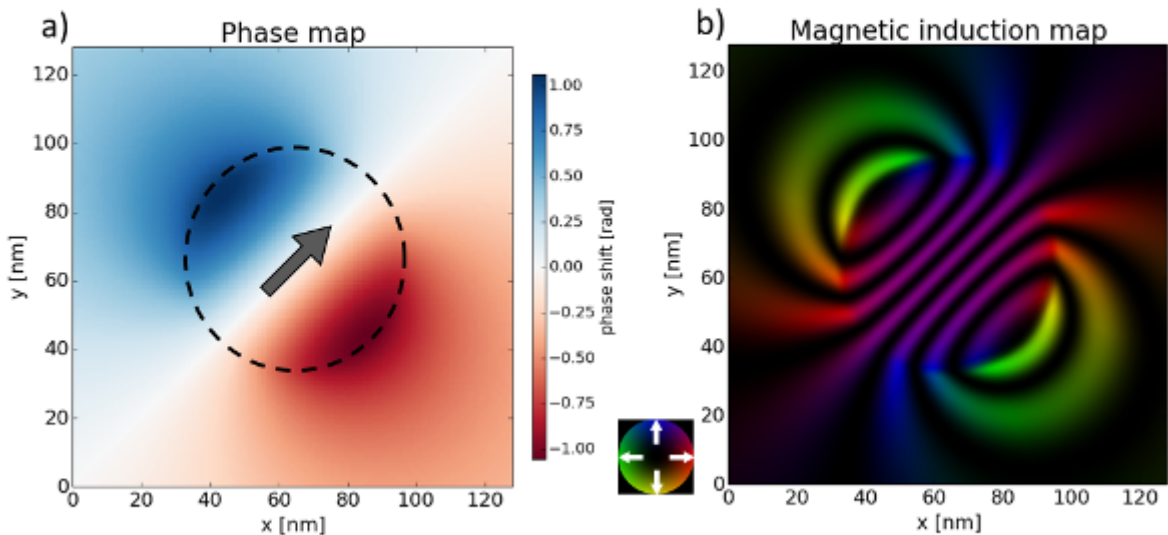 a)
Phase map
120
100
80
60
40
20
0
y [nm]
0 20 40 60 80 100 120
x [nm]
1.00
0.75
0.50
0.25
0.00
−0.25
−0.50
−0.75
−1.00
phase shift [rad]
b)
Magnetic induction map
120
100
80
60
40
20
0
y [nm]
0 20 40 60 80 100 120
x [nm]